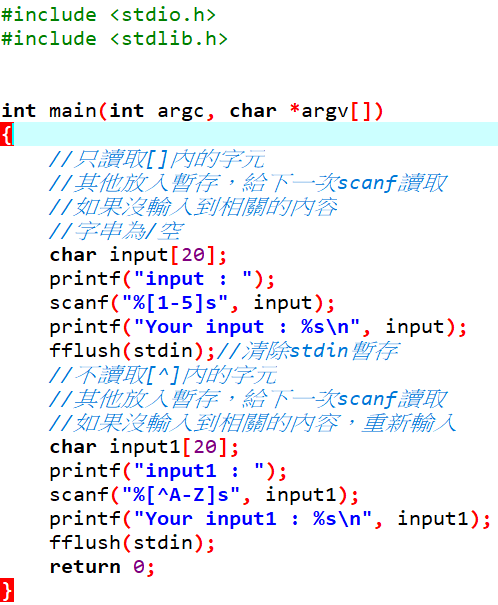 #include <stdio.h>
#include <stdlib.h>
int main(int argc, char *argv[])
{
//只讀取[]內的字元
//其他放入暫存，給下一次scanf讀取
//如果沒輸入到相關的內容
//字串為/空
char input[20];
printf("input : ");
scanf("%[1-5]s", input);
printf("Your input : %s\n", input);
fflush(stdin);//清除stdin暫存
//不讀取[^]內的字元
//其他放入暫存，給下一次scanf讀取
//如果沒輸入到相關的內容，重新輸入
char input1[20];
printf("input1 : ");
scanf("%[^A-Z]s", input1);
printf("Your input1 : %s\n", input1);
fflush(stdin);
return 0;
}